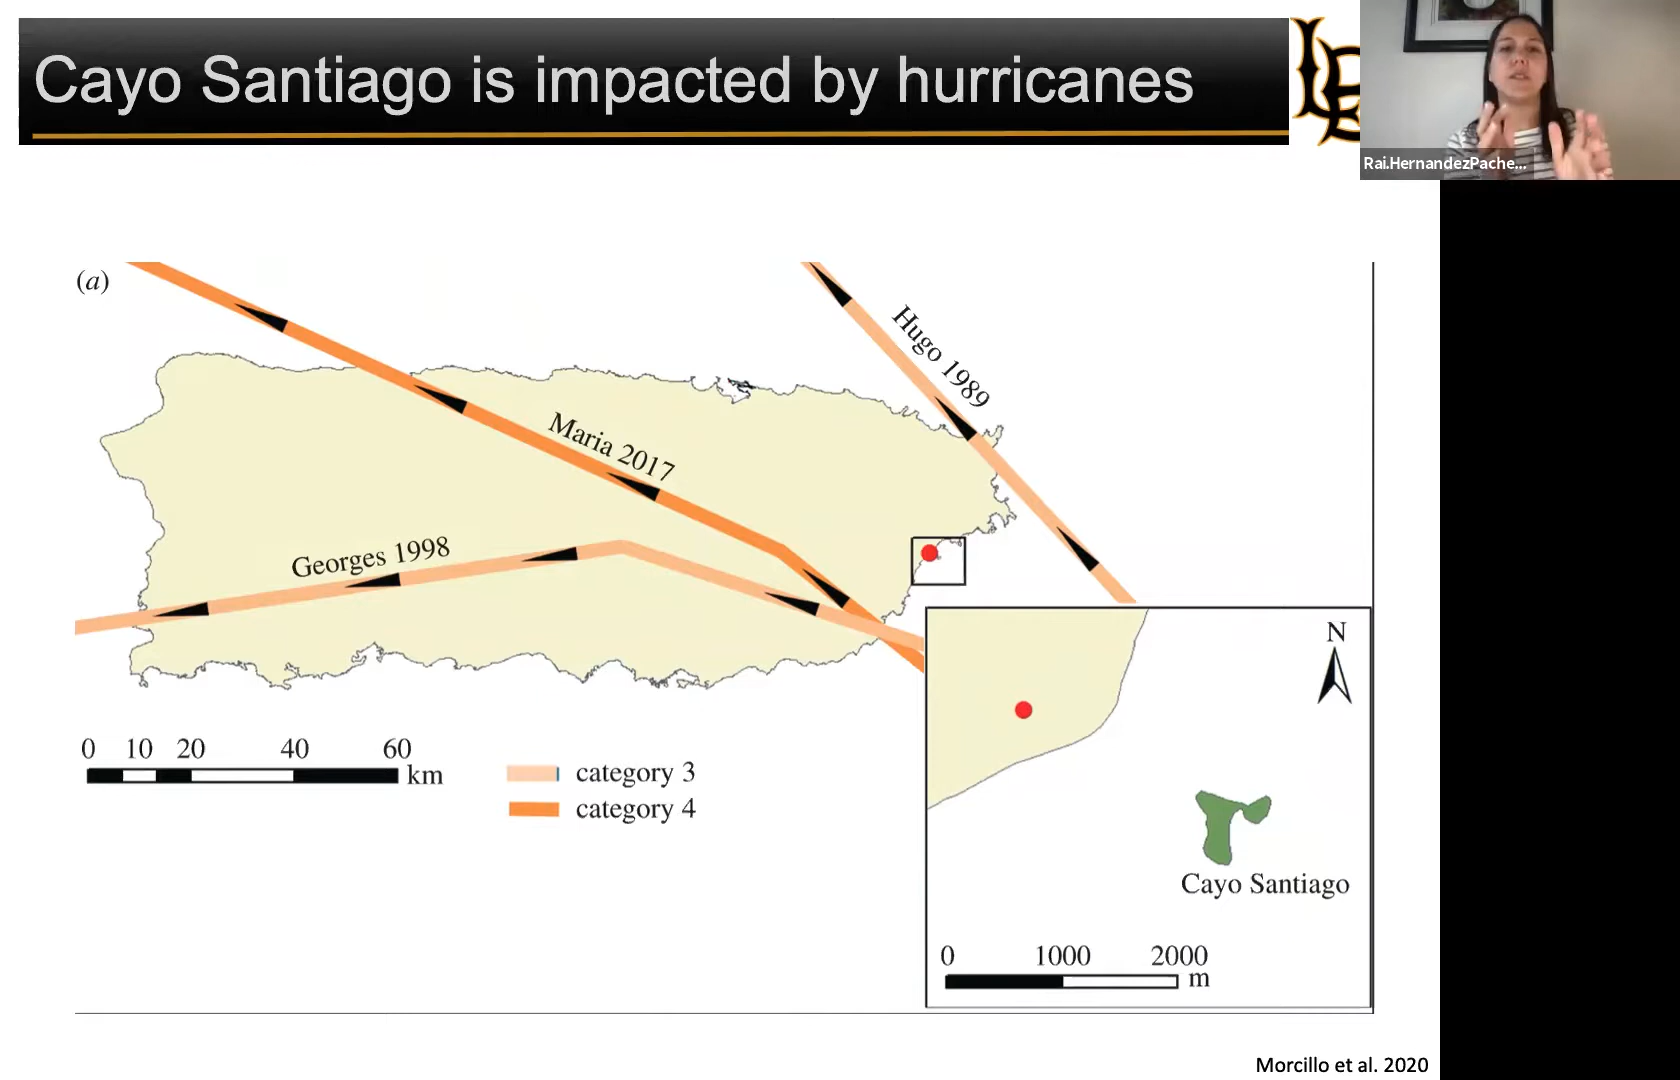 Cayo Santiago is impacted by hurricanes
LB
Rai.HernandezPache...
(a)
Hugo 1989
Maria 2017
Georges 1998
N
0 10 20 40 60
km
category 3
category 4
Cayo Santiago
0 1000 2000
m
Morcillo et al. 2020